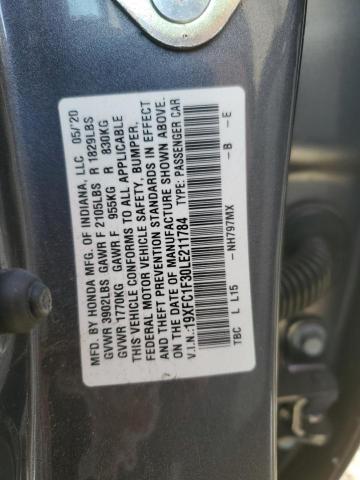 MFD. BY HONDA MFG. OF INDIANA, LLC 05/'20
GVWR 3902LBS GAWR F 2105LBS R 1829LBS
GVWR 1770KG GAWR F 955KG R 830KG
THIS VEHICLE CONFORMS TO ALL APPLICABLE
FEDERAL MOTOR VEHICLE SAFETY, BUMPER,
AND THEFT PREVENTION STANDARDS IN EFFECT
ON THE DATE OF MANUFACTURE SHOWN ABOVE.
V.I.N.:19XFC1F30LE211784 TYPE: PASSENGER CAR
-NH797MX -B -E
TBC L L15